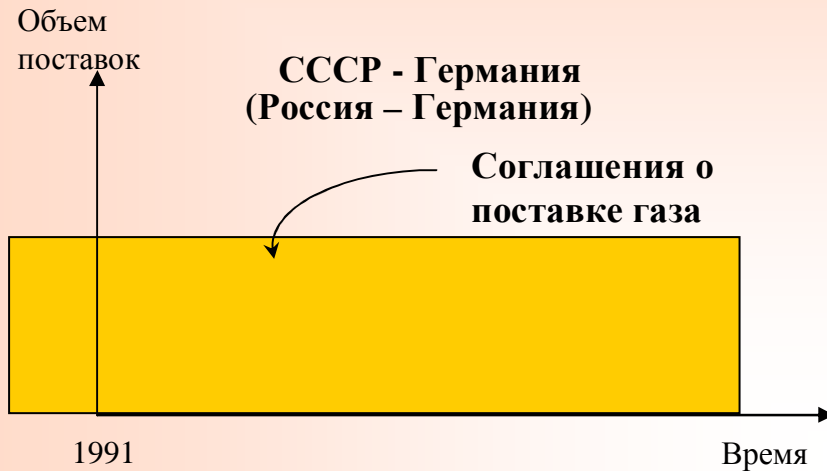 Объем
поставок
СССР - Германия
(Россия – Германия)
Соглашения о
поставке газа
1991
Время